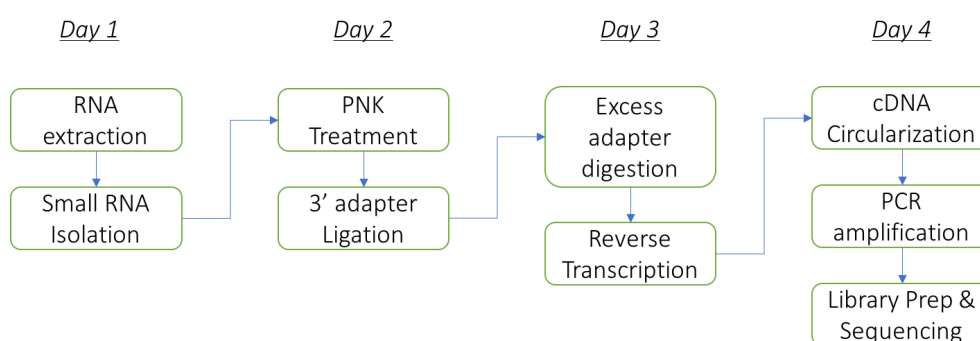 Day 1
RNA
extraction
Small RNA
Isolation
Day 2
PNK
Treatment
3’ adapter
Ligation
Day 3
Excess
adapter
digestion
Reverse
Transcription
Day 4
cDNA
Circularization
PCR
amplification
Library Prep &
Sequencing